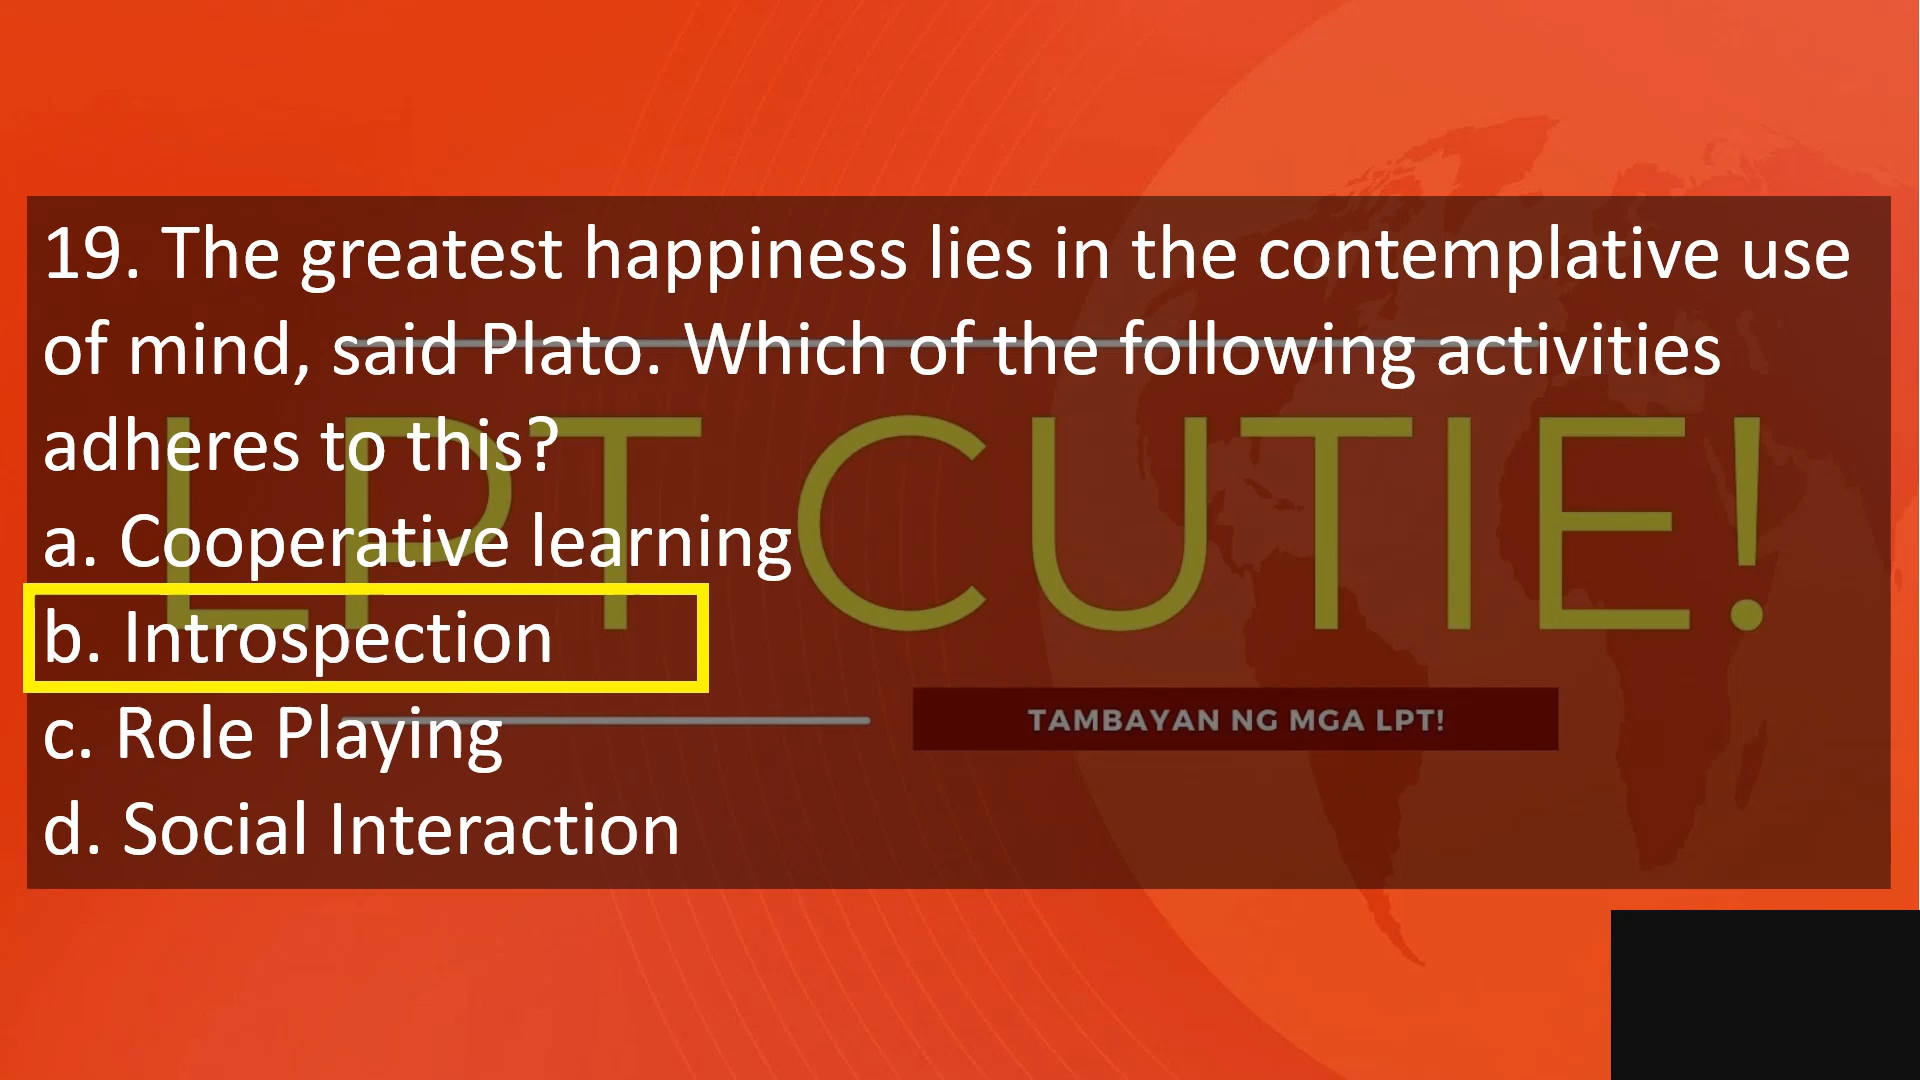 19. The greatest happiness lies in the contemplative use
of mind, said Plato. Which of the following activities
adheres to this?
LPT CUTIE!
a. Cooperative learning
b. Introspection
c. Role Playing
TAMBAYAN NG MGA LPT!
d. Social Interaction